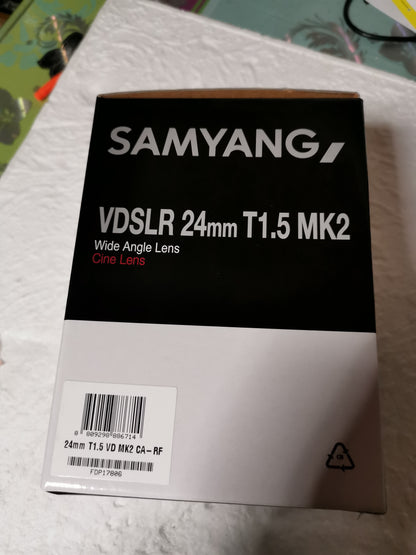 SAMYANG
VDSLR 24mm T1.5 MK2
Wide Angle Lens
Cine Lens
8 809298 886714
24mm T1.5 VD MK2 CA-RF
FDP17806